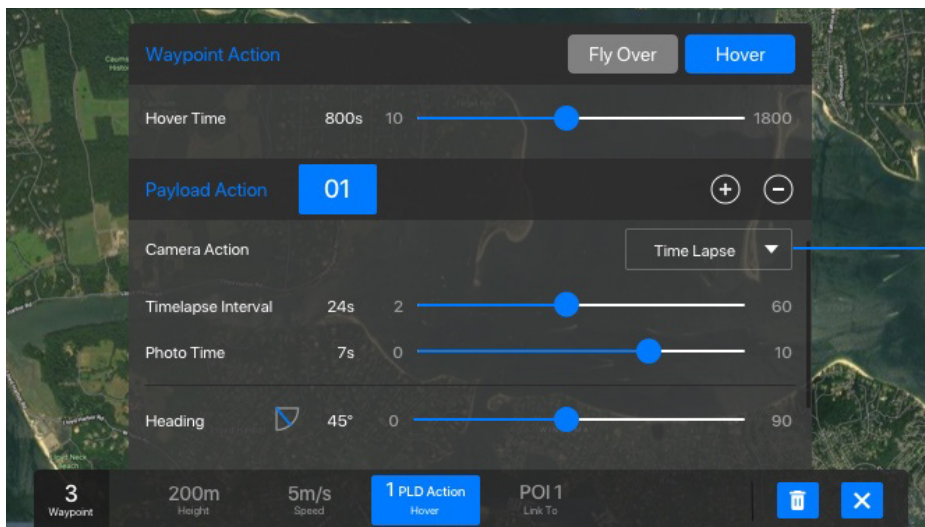 Waypoint Action Fly Over Hover
Hover Time 800s 10 1800
Payload Action 01
Camera Action Time Lapse
Timelapse Interval 24s 2 60
Photo Time 7s 0 10
Heading 45° 0 90
3 200m 5m/s 1 PLD Action POI 1
Waypoint Height Speed Hover Link To